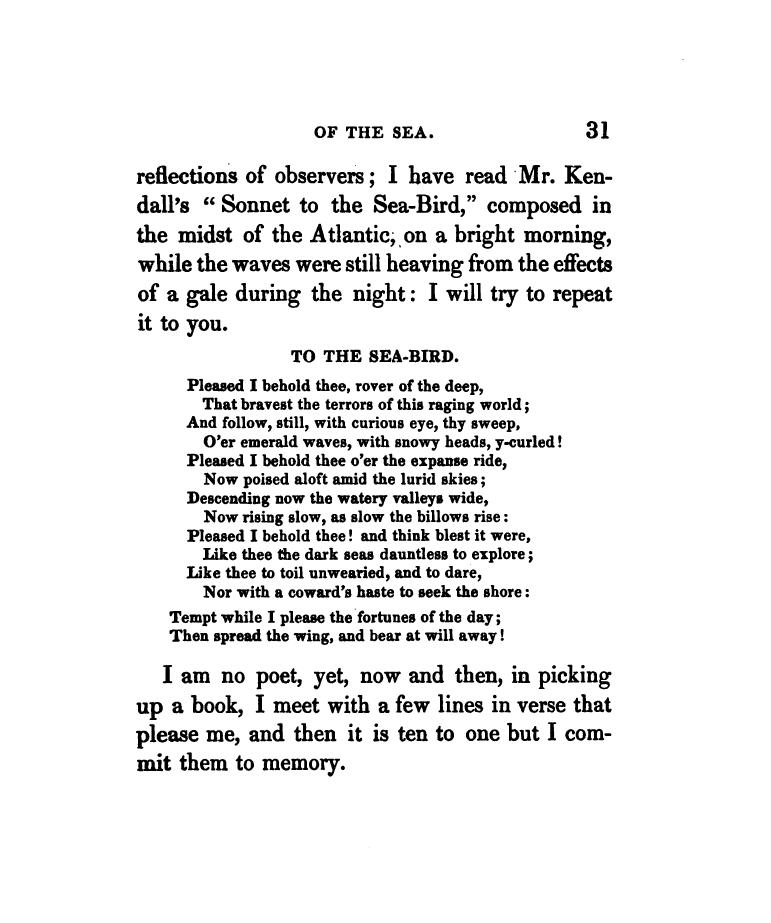 OF THE SEA. 31
reflections of observers; I have read Mr. Ken-
dall's “Sonnet to the Sea-Bird,” composed in
the midst of the Atlantic, on a bright morning,
while the waves were still heaving from the effects
of a gale during the night: I will try to repeat
it to you.
TO THE SEA-BIRD.
Pleased I behold thee, rover of the deep,
That bravest the terrors of this raging world;
And follow, still, with curious eye, thy sweep,
O'er emerald waves, with snowy heads, y-curled!
Pleased I behold thee o'er the expanse ride,
Now poised aloft amid the lurid skies;
Descending now the watery valleys wide,
Now rising slow, as slow the billows rise:
Pleased I behold thee! and think blest it were,
Like thee the dark seas dauntless to explore;
Like thee to toil unwearied, and to dare,
Nor with a coward's haste to seek the shore:
Tempt while I please the fortunes of the day;
Then spread the wing, and bear at will away!
I am no poet, yet, now and then, in picking
up a book, I meet with a few lines in verse that
please me, and then it is ten to one but I com-
mit them to memory.